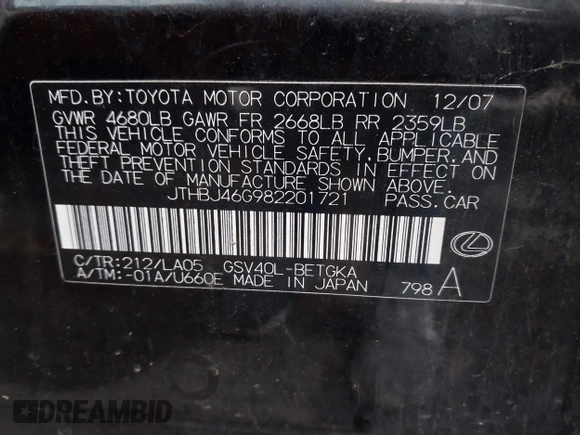 MFD. BY: TOYOTA MOTOR CORPORATION 12/07
GVWR 4680LB GAWR FR 2668LB RR 2359LB
THIS VEHICLE CONFORMS TO ALL APPLICABLE
FEDERAL MOTOR VEHICLE SAFETY, BUMPER, AND
THEFT PREVENTION STANDARDS IN EFFECT ON
THE DATE OF MANUFACTURE SHOWN ABOVE.
JTHBJ46G982201721 PASS. CAR
C/TR: 212/LA05 GSV40L-BETGKA
A/TM: -01A/U660E MADE IN JAPAN 798 A
DREAMBID